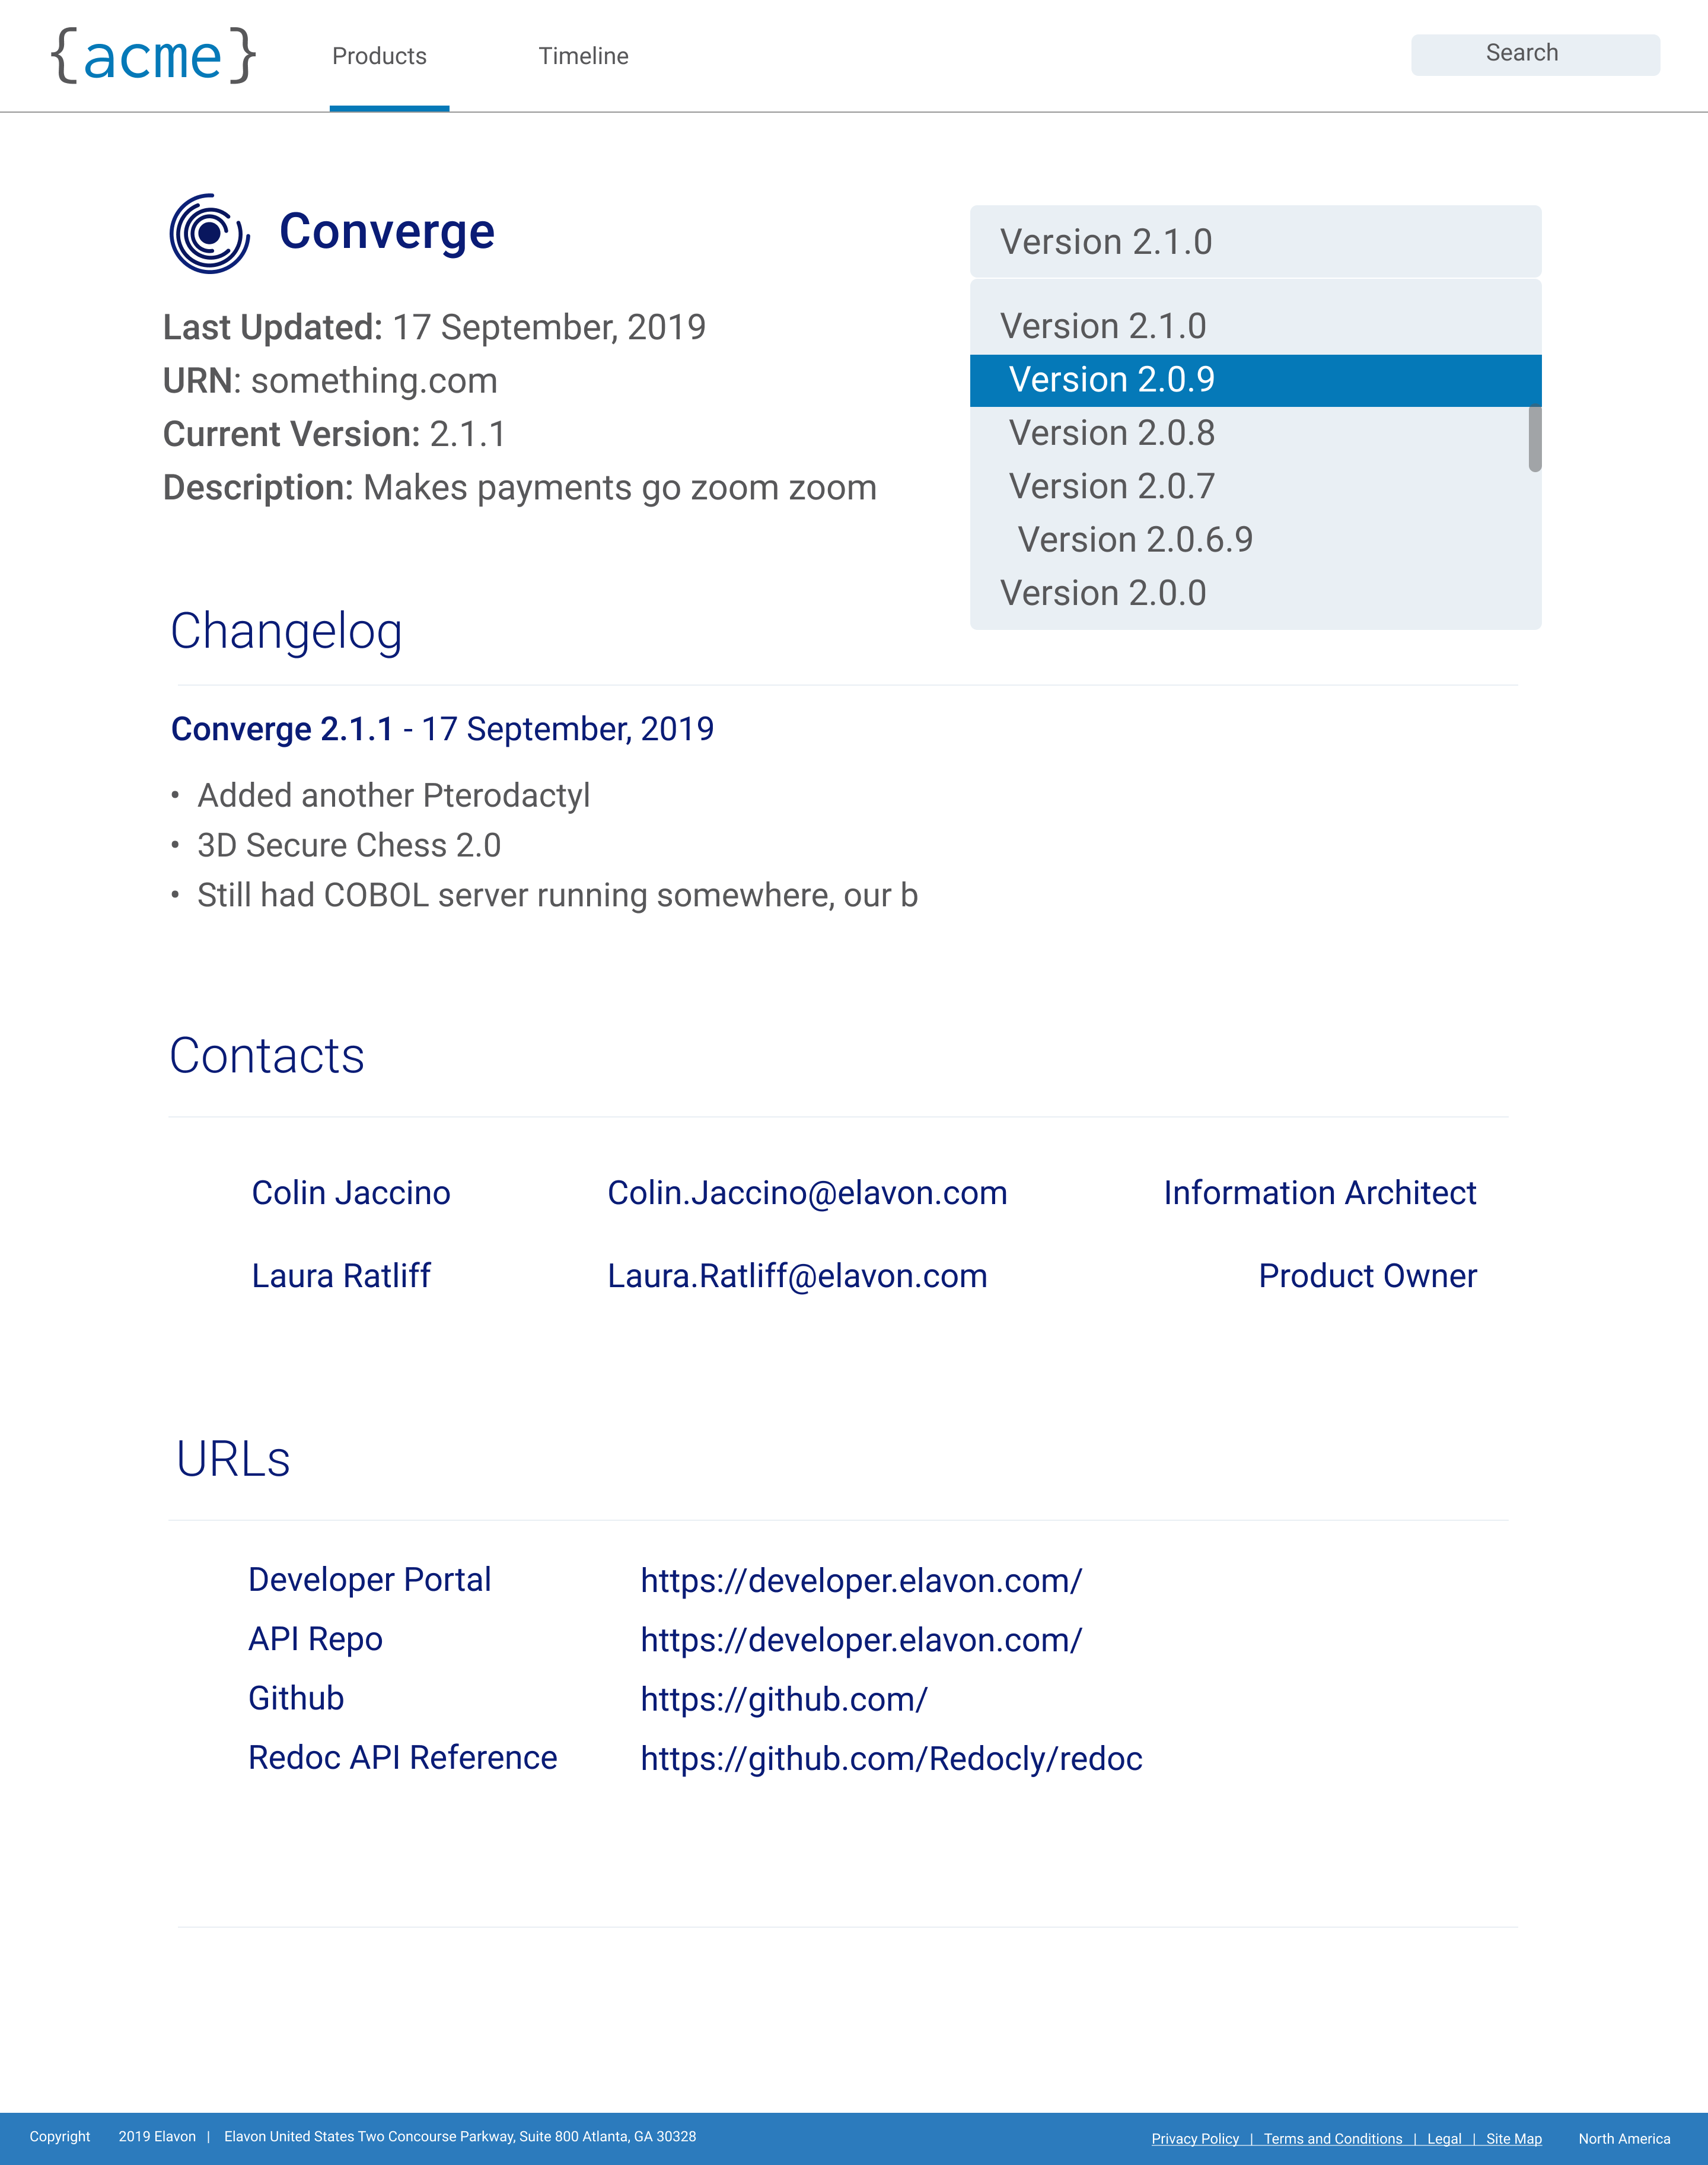 {acme} Products Timeline Search
Converge
Last Updated: 17 September, 2019
URN: something.com
Current Version: 2.1.1
Description: Makes payments go zoom zoom
Version 2.1.0
Version 2.1.0
Version 2.0.9
Version 2.0.8
Version 2.0.7
Version 2.0.6.9
Version 2.0.0
Changelog
Converge 2.1.1 - 17 September, 2019
• Added another Pterodactyl
• 3D Secure Chess 2.0
• Still had COBOL server running somewhere, our b
Contacts
Colin Jaccino Colin.Jaccino@elavon.com Information Architect
Laura Ratliff Laura.Ratliff@elavon.com Product Owner
URLs
Developer Portal https://developer.elavon.com/
API Repo https://developer.elavon.com/
Github https://github.com/
Redoc API Reference https://github.com/Redocly/redoc
Copyright 2019 Elavon | Elavon United States Two Concourse Parkway, Suite 800 Atlanta, GA 30328 Privacy Policy | Terms and Conditions | Legal | Site Map North America